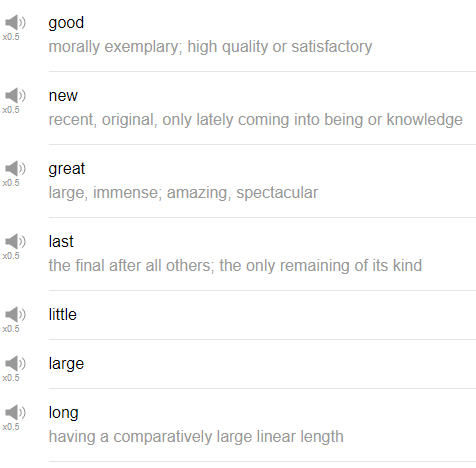 good
x0.5
morally exemplary; high quality or satisfactory
new
x0.5
recent, original, only lately coming into being or knowledge
great
x0.5
large, immense; amazing, spectacular
last
x0.5
the final after all others; the only remaining of its kind
little
x0.5
large
x0.5
long
x0.5
having a comparatively large linear length